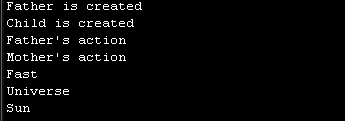 Father is created
Child is created
Father's action
Mother's action
Fast
Universe
Sun